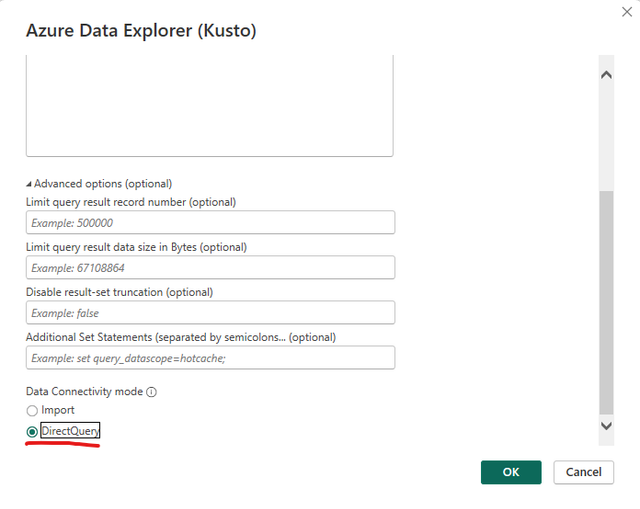 Azure Data Explorer (Kusto)
Advanced options (optional)
Limit query result record number (optional)
Example: 500000
Limit query result data size in Bytes (optional)
Example: 67108864
Disable result-set truncation (optional)
Example: false
Additional Set Statements (separated by semicolons... (optional)
Example: set query_datascope=hotcache;
Data Connectivity mode
Import
DirectQuery
OK Cancel